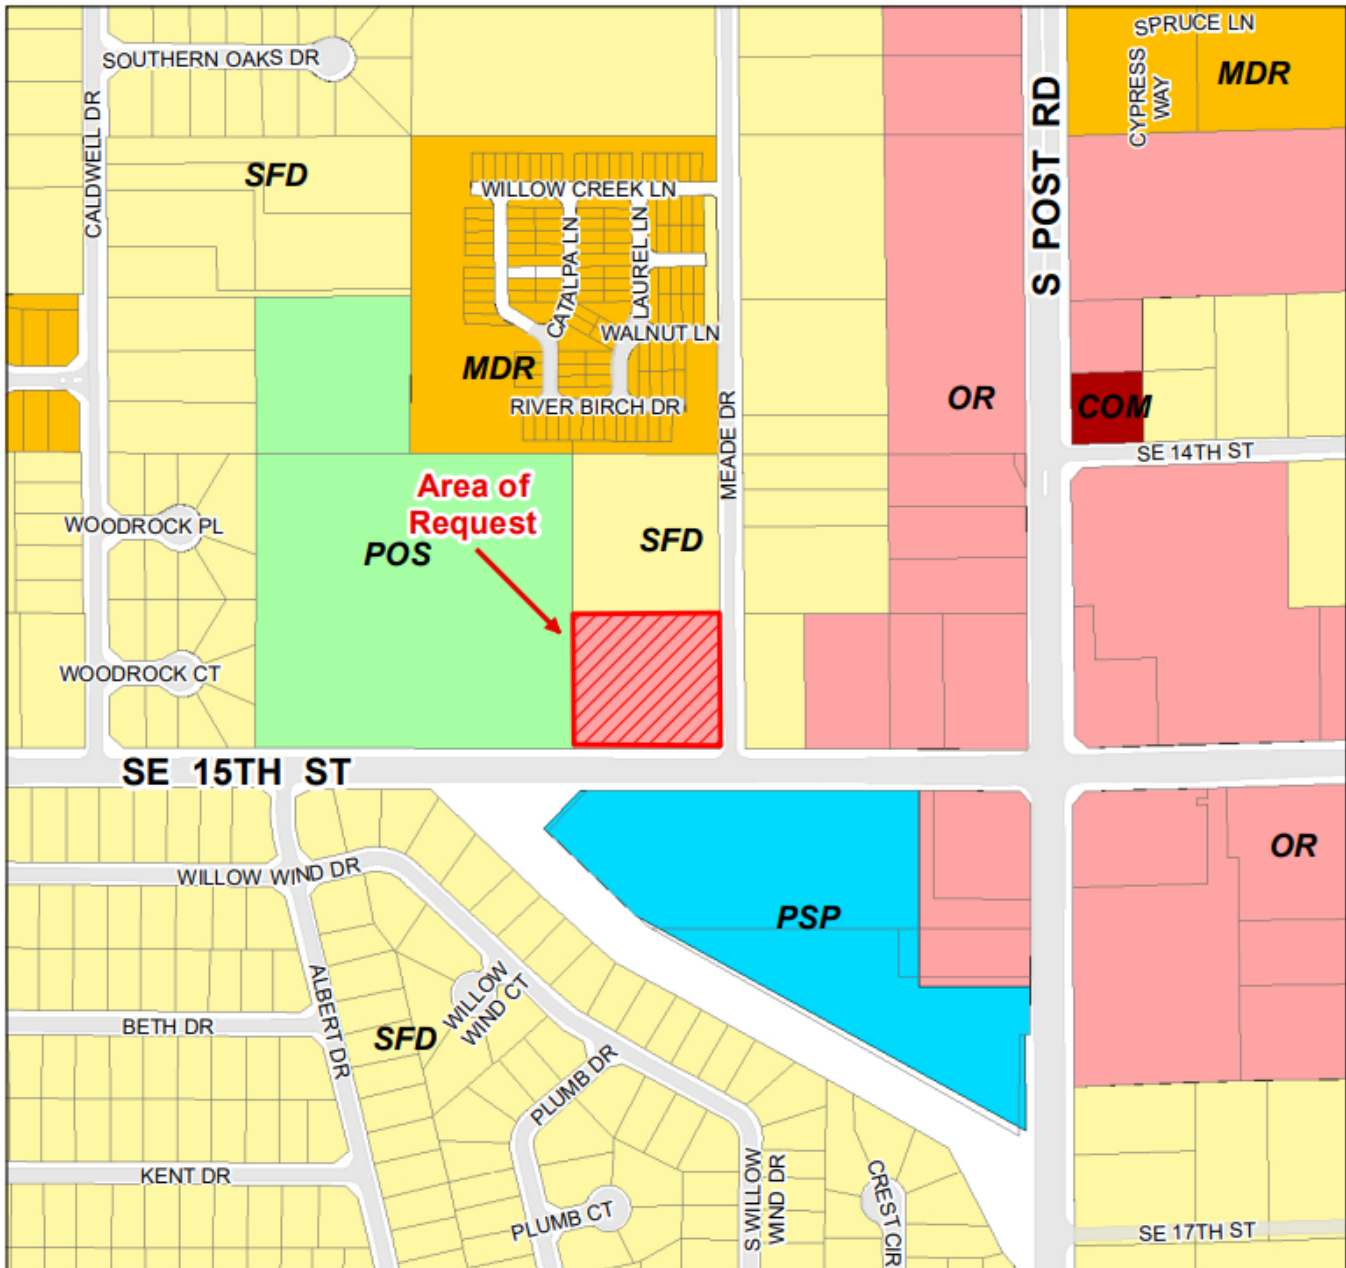 SPRUCE LN
SOUTHERN OAKS DR
CYPRESS
WAY
MDR
CALDWELL DR
S POST RD
SFD
WILLOW CREEK LN
CATALPA LN
LAUREL LN
WALNUT LN
MDR
OR
COM
RIVER BIRCH DR
MEADE DR
SE 14TH ST
Area of
Request
WOODROCK PL
SFD
POS
WOODROCK CT
SE 15TH ST
OR
WILLOW WIND DR
PSP
ALBERT DR
WILLOW
WIND CT
BETH DR
SFD
PLUMB DR
KENT DR
S WILLOW
WIND DR
CREST CIR
PLUMB CT
SE 17TH ST